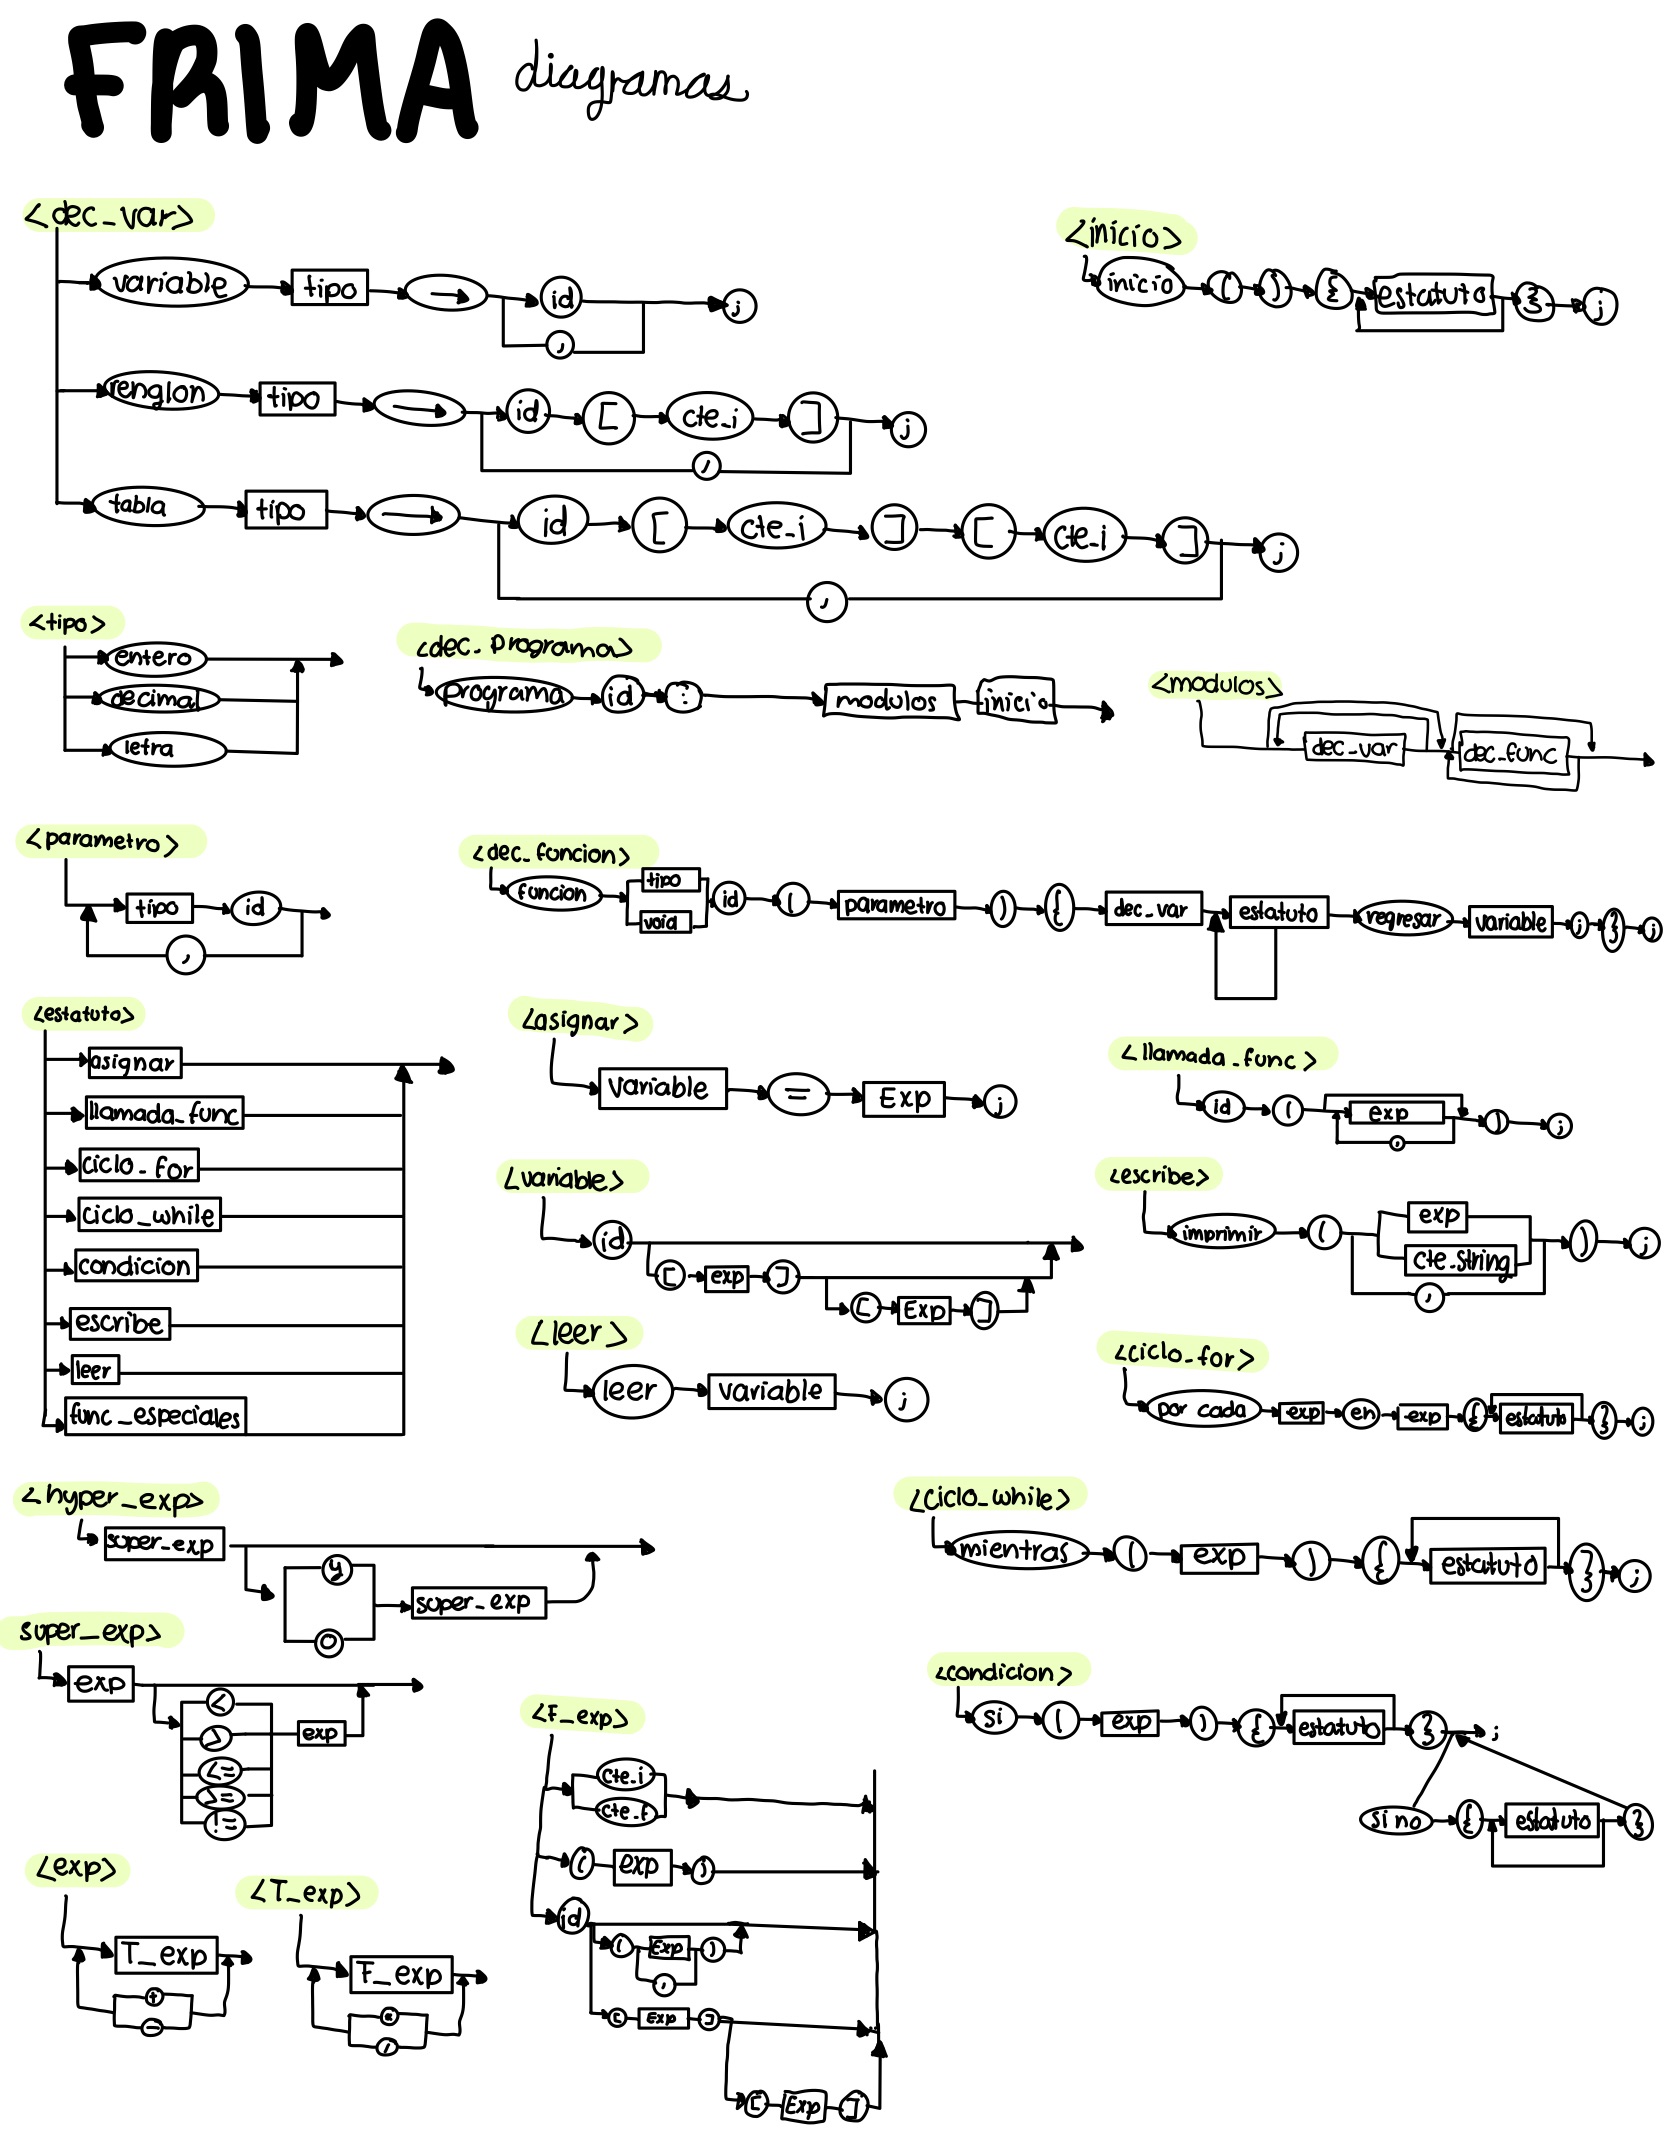 FRIMA diagramas
<dec_var>
variable tipo → id ;
,
renglon tipo → id [ cte_i ] ;
,
tabla tipo → id [ cte_i ] [ cte_i ] ;
,
<inicio>
inicio ( ) { estatuto } ;
<tipo>
entero
decimal
letra
<dec_programa>
programa id : modulos inicio
<modulos>
dec_var dec_func
<parametro>
tipo id
,
<dec_funcion>
funcion tipo id ( parametro ) { dec_var estatuto regresar variable ; } ;
void
<estatuto>
asignar
llamada_func
ciclo_for
ciclo_while
condicion
escribe
leer
func_especiales
<asignar>
variable = Exp ;
<llamada_func>
id ( exp ) ;
,
<variable>
id
[ exp ]
[ Exp ]
<escribe>
imprimir ( exp ) ;
cte.string
,
<leer>
leer variable ;
<ciclo_for>
por cada exp en exp { estatuto } ;
<hyper_exp>
super_exp
y
super_exp
o
<ciclo_while>
mientras ( exp ) { estatuto } ;
super_exp>
exp
<
> exp
<=
>=
!=
<condicion>
si ( exp ) { estatuto } ;
sino { estatuto }
<F_exp>
cte.i
cte.f
( exp )
id
( Exp )
,
[ Exp ]
[ Exp ]
<exp>
T_exp
+
-
<T_exp>
F_exp
*
/